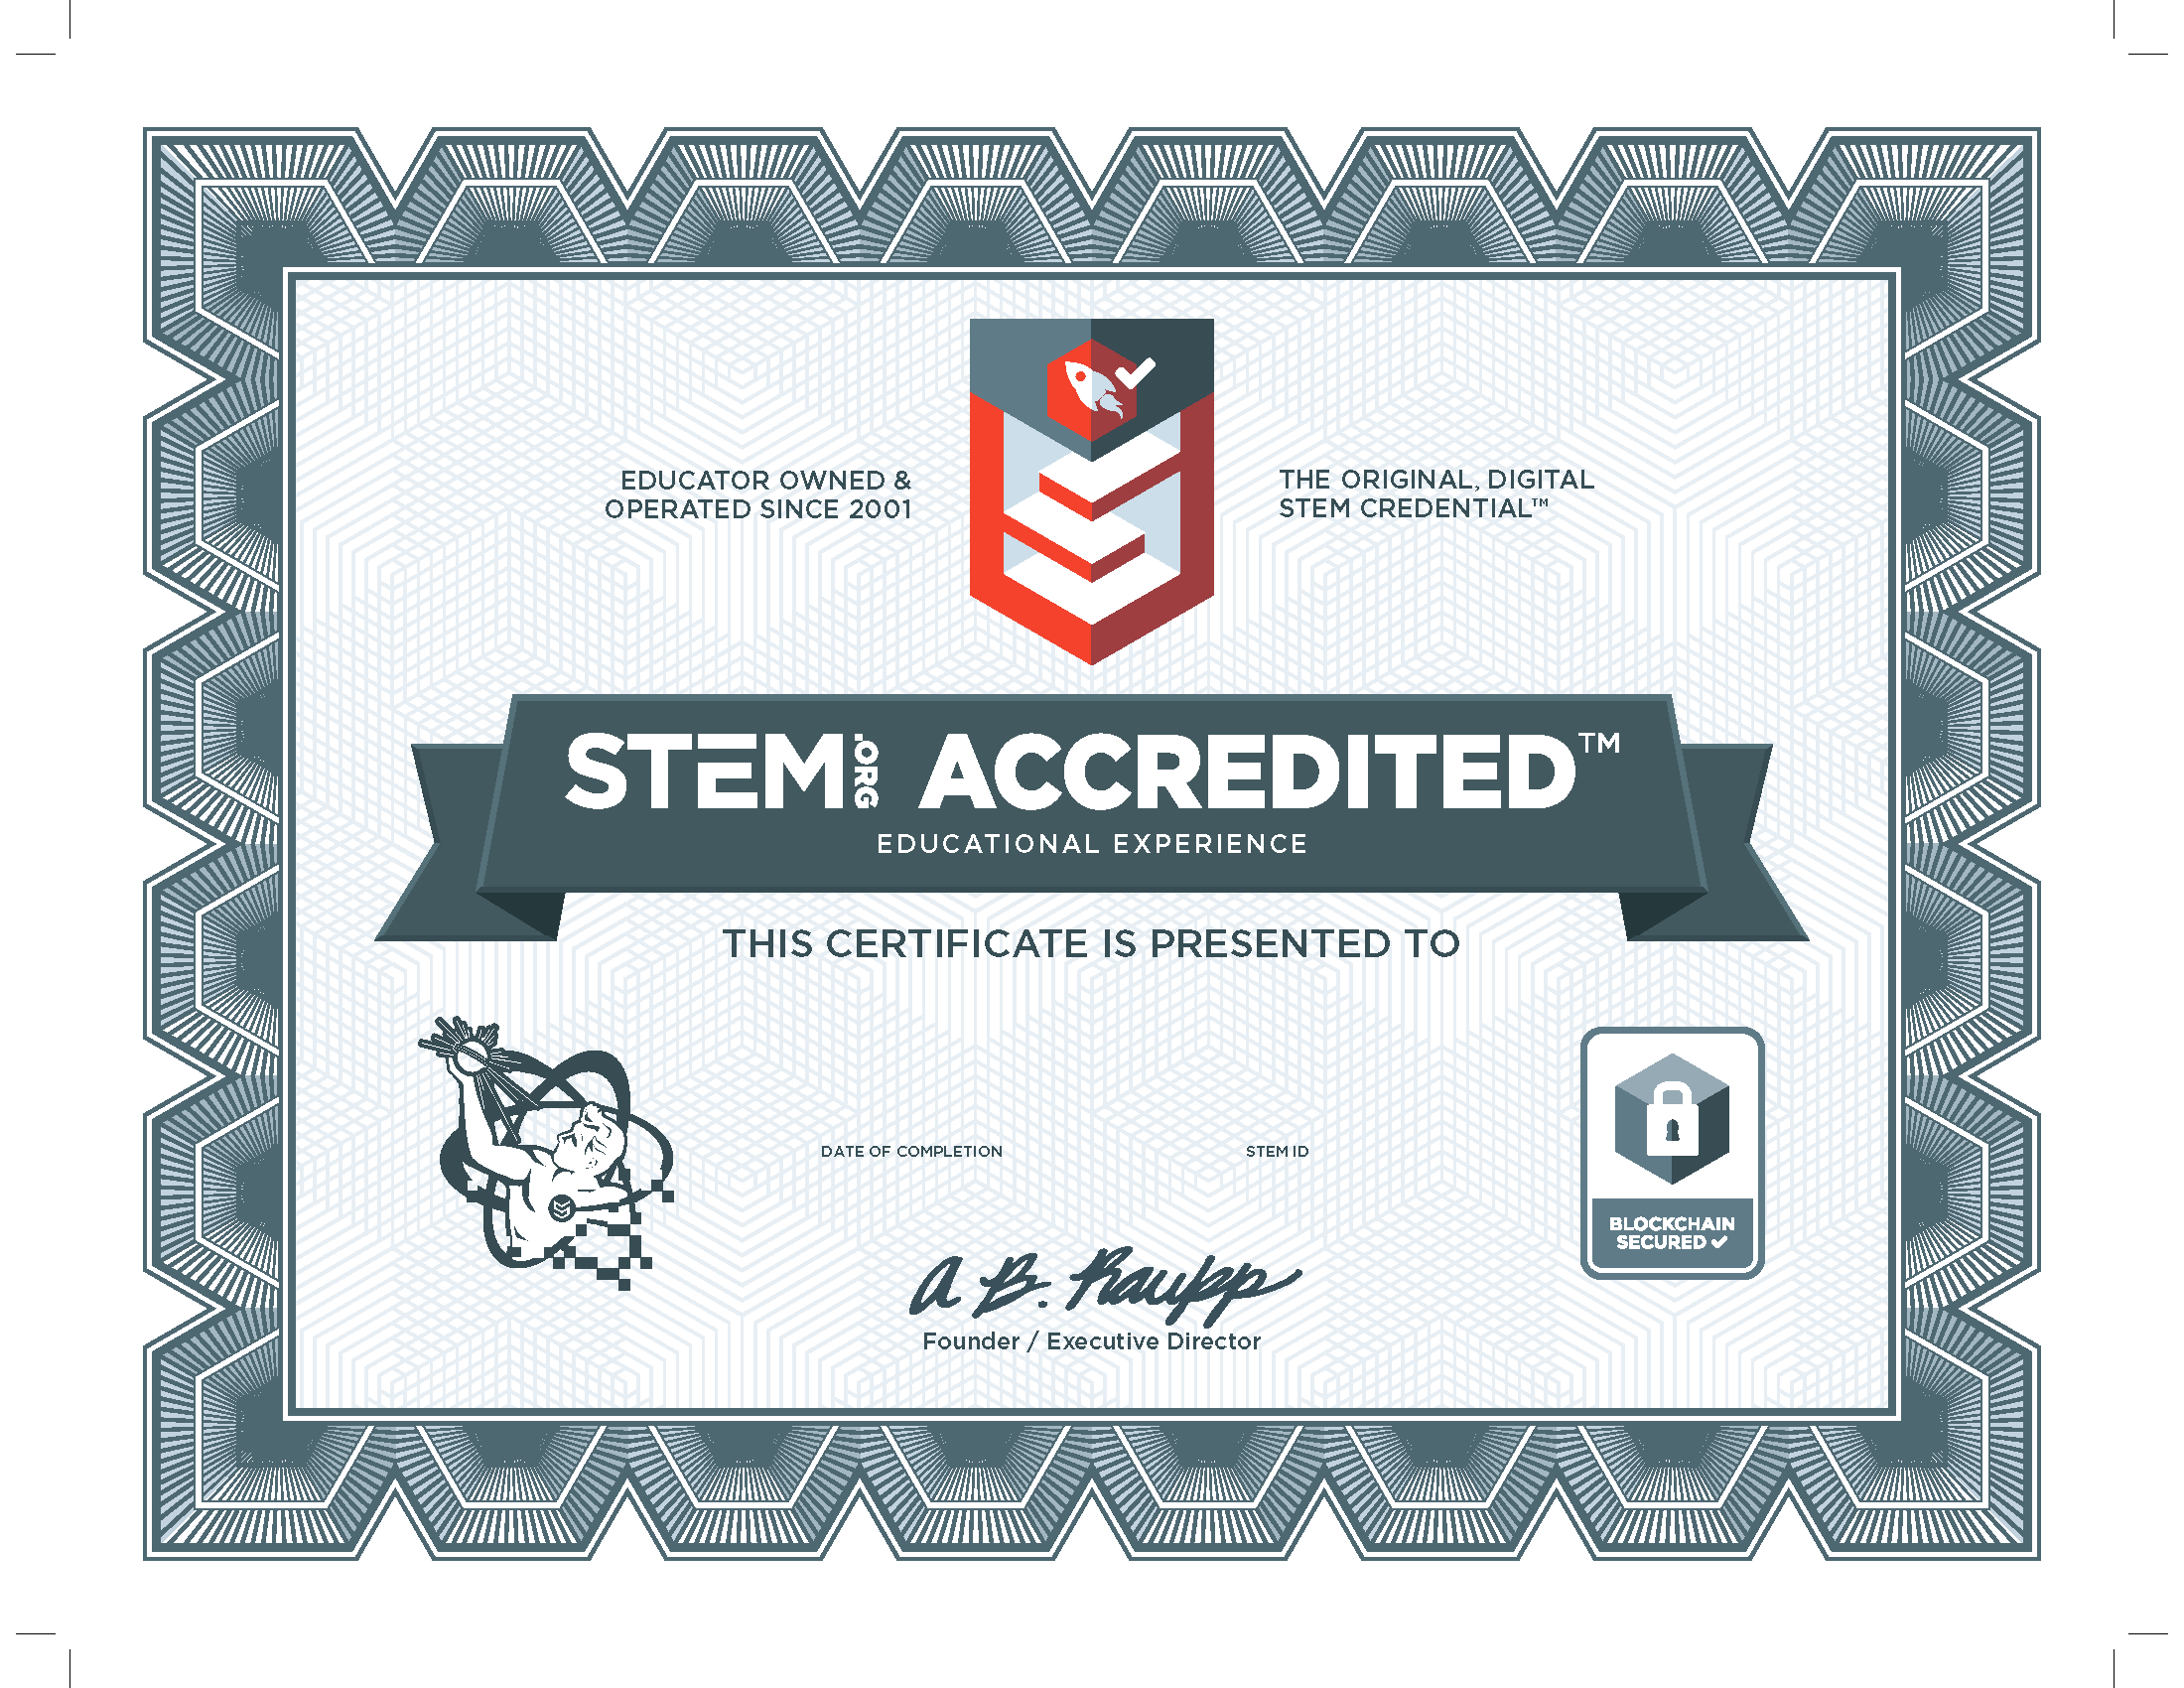 EDUCATOR OWNED &
OPERATED SINCE 2001
THE ORIGINAL, DIGITAL
STEM CREDENTIAL™
STEM.ORG ACCREDITED™
EDUCATIONAL EXPERIENCE
THIS CERTIFICATE IS PRESENTED TO
DATE OF COMPLETION
STEM ID
BLOCKCHAIN
SECURED
A B. Raupp
Founder / Executive Director